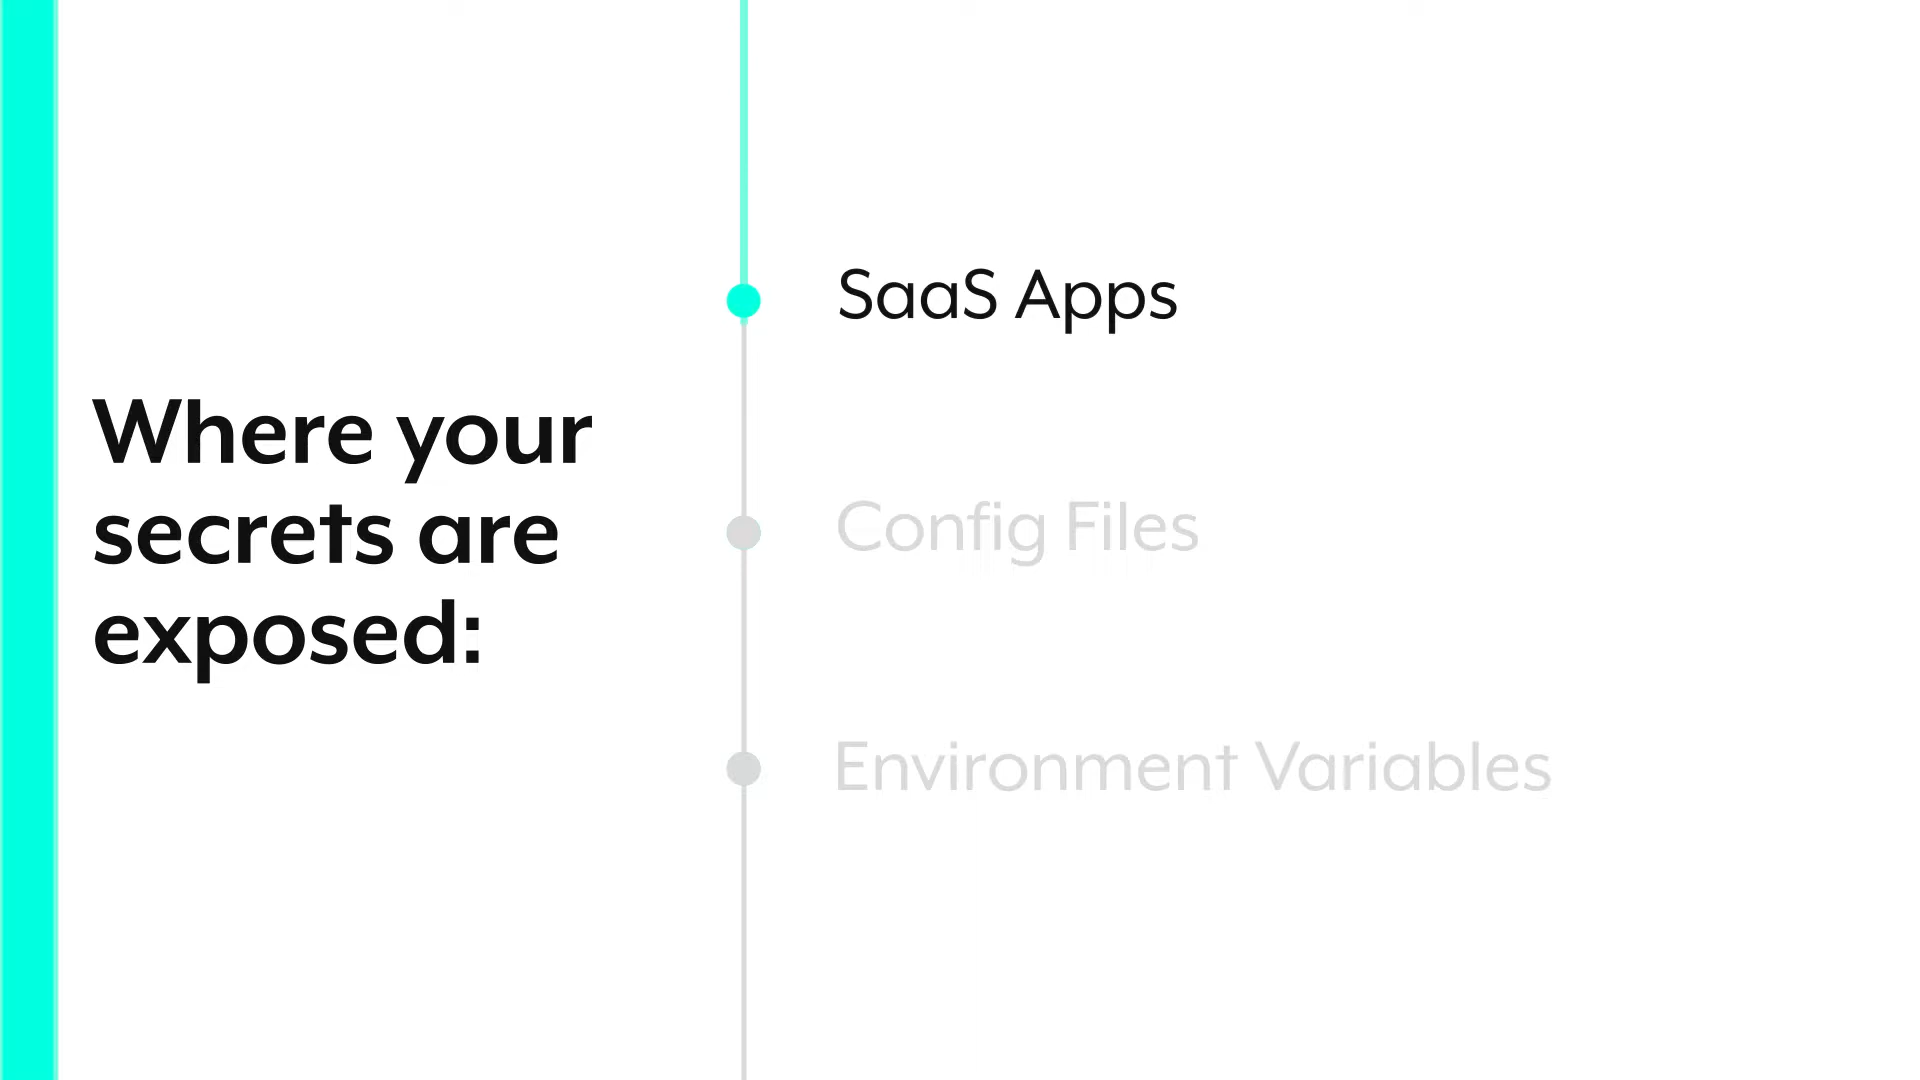 Where your
secrets are
exposed:
SaaS Apps
Config Files
Environment Variables